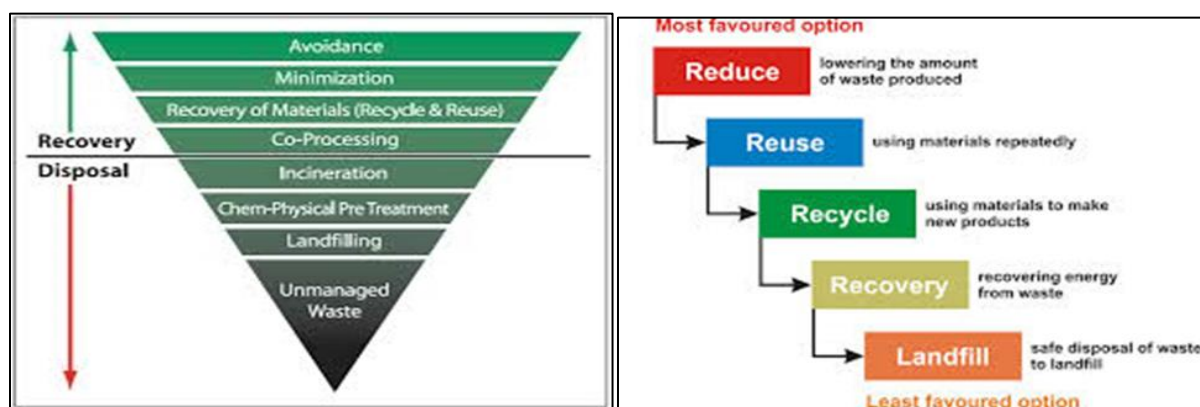 Avoidance
Minimization
Recovery of Materials (Recycle & Reuse)
Co-Processing
Recovery
Disposal
Incineration
Chem-Physical Pre Treatment
Landfilling
Unmanaged
Waste
Most favoured option
Reduce
lowering the amount
of waste produced
Reuse
using materials repeatedly
Recycle
using materials to make
new products
Recovery
recovering energy
from waste
Landfill
safe disposal of waste
to landfill
Least favoured option